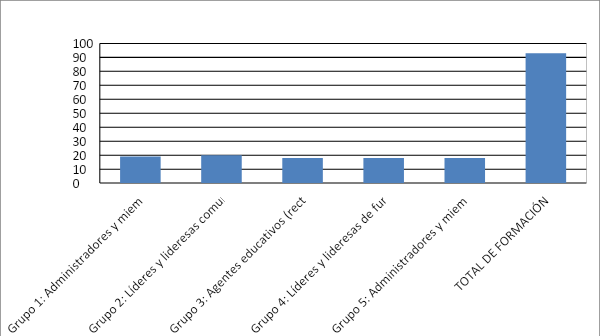 100
90
80
70
60
50
40
30
20
10
0
Grupo 1: Administradores y miem
Grupo 2: Líderes y lideresas comu
Grupo 3: Agentes educativos (rect
Grupo 4: Líderes y lideresas de fur
Grupo 5: Administradores y miem
TOTAL DE FORMACIÓN